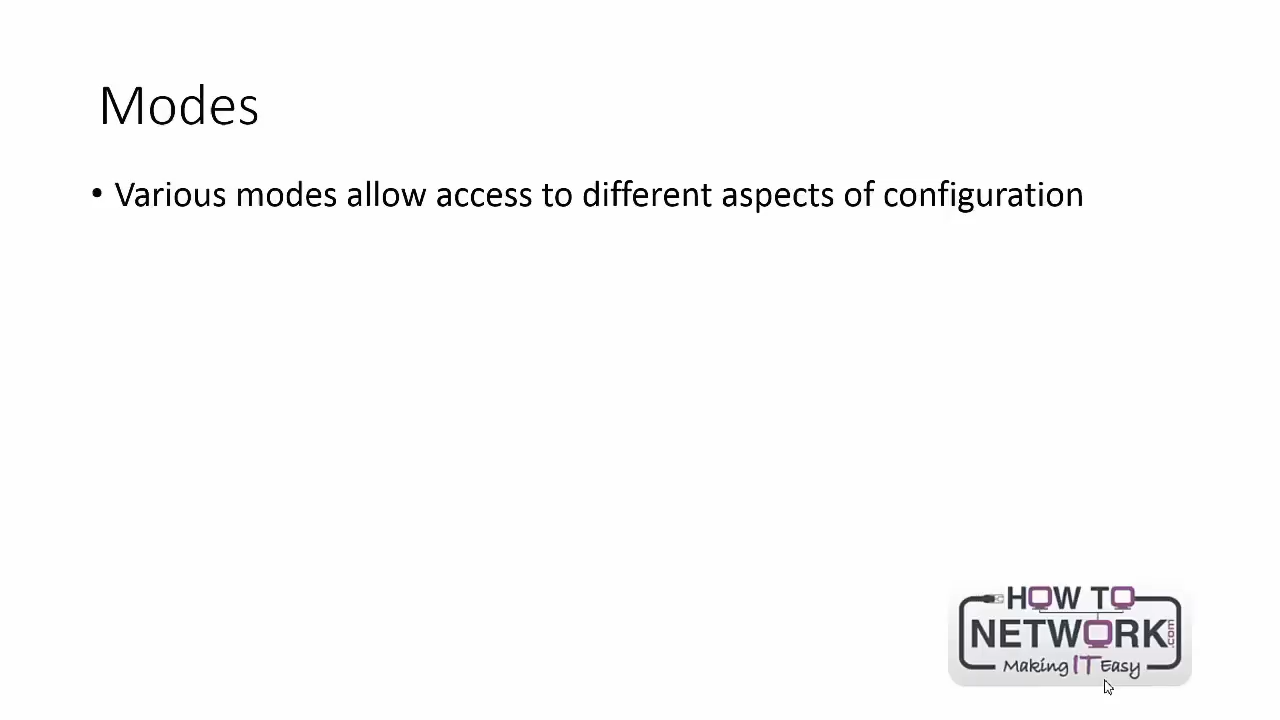 Modes
• Various modes allow access to different aspects of configuration
HOW TO
NETWORK.com
Making IT Easy